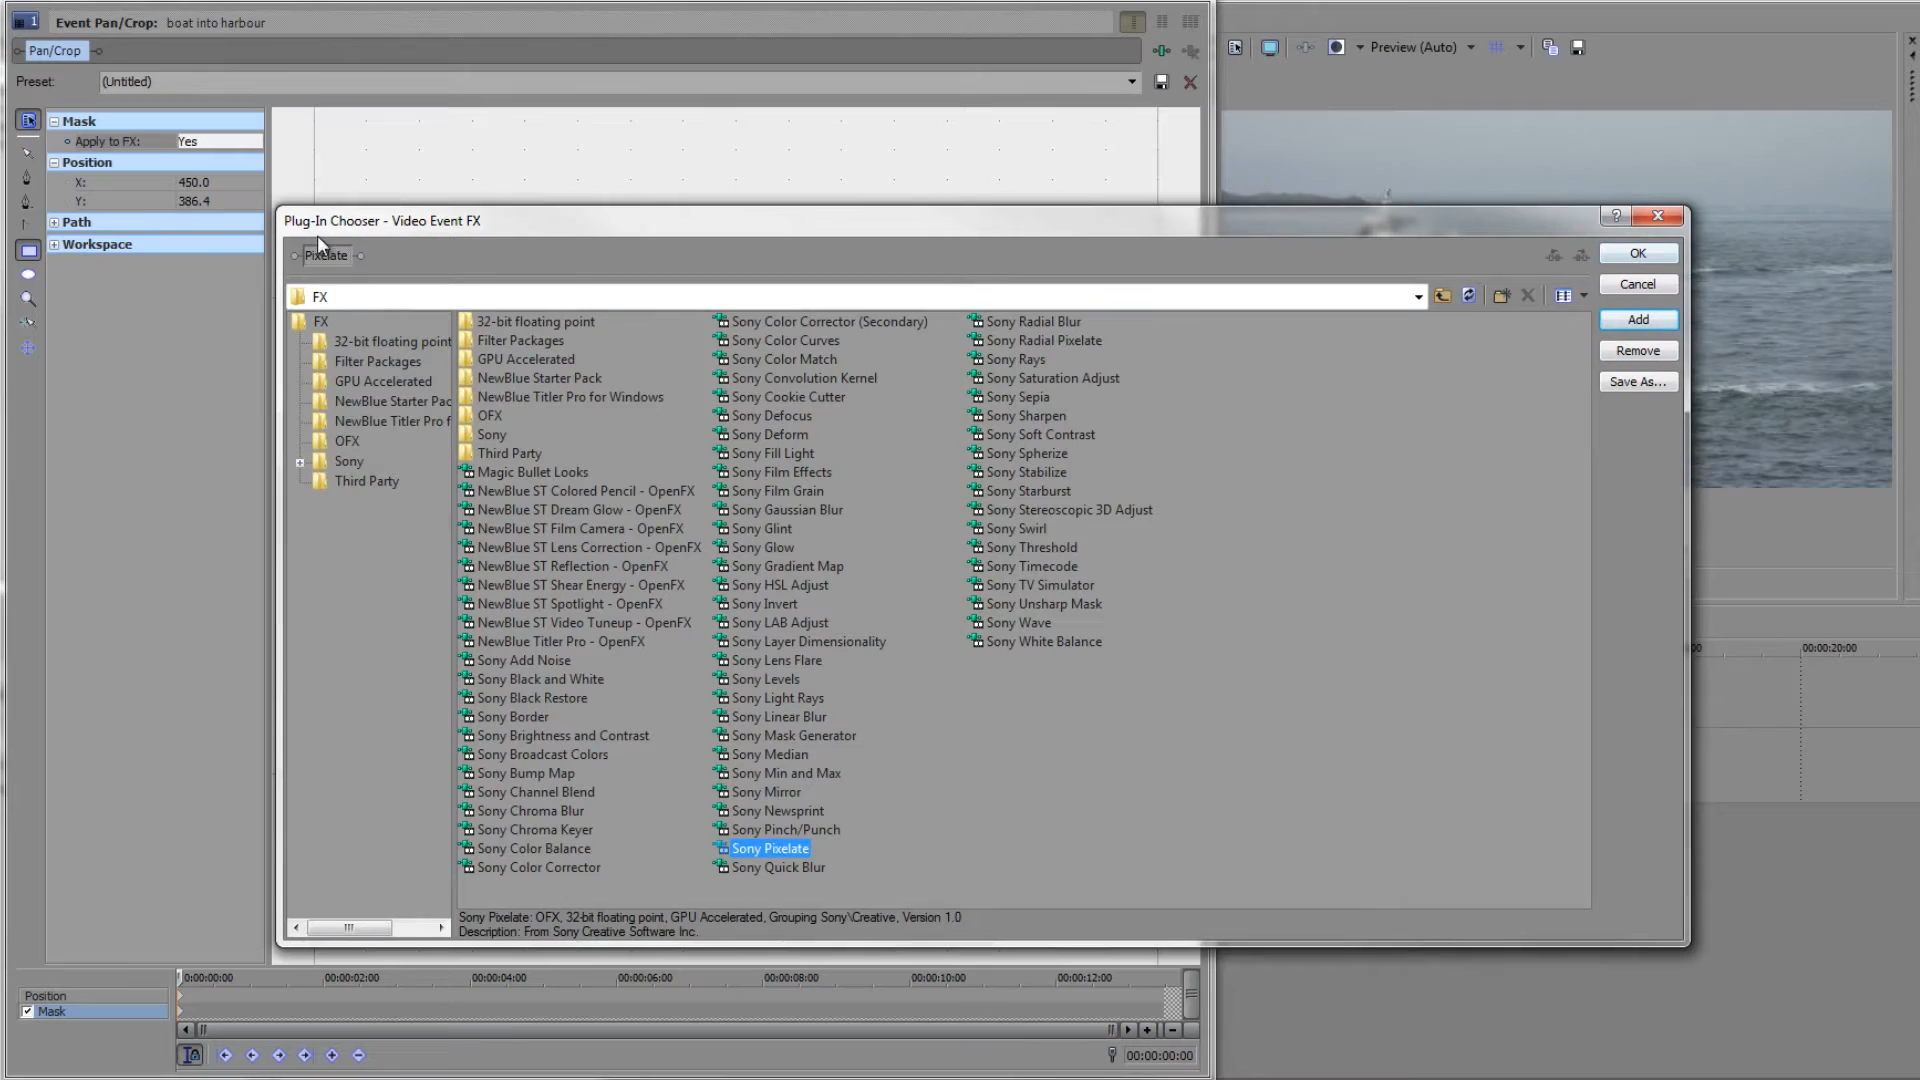 1 Event Pan/Crop: boat into harbour
Pan/Crop
Preset: (Untitled)
Preview (Auto)
Mask
Apply to FX: Yes
Position
X: 450.0
Y: 386.4
Path
Workspace
Plug-In Chooser - Video Event FX
Pixelate
FX
OK
Cancel
Add
Remove
Save As...
FX
32-bit floating point
Filter Packages
GPU Accelerated
NewBlue Starter Pac
NewBlue Titler Pro f
OFX
Sony
Third Party
32-bit floating point
Filter Packages
GPU Accelerated
NewBlue Starter Pack
NewBlue Titler Pro for Windows
OFX
Sony
Third Party
Magic Bullet Looks
NewBlue ST Colored Pencil - OpenFX
NewBlue ST Dream Glow - OpenFX
NewBlue ST Film Camera - OpenFX
NewBlue ST Lens Correction - OpenFX
NewBlue ST Reflection - OpenFX
NewBlue ST Shear Energy - OpenFX
NewBlue ST Spotlight - OpenFX
NewBlue ST Video Tuneup - OpenFX
NewBlue Titler Pro - OpenFX
Sony Add Noise
Sony Black and White
Sony Black Restore
Sony Border
Sony Brightness and Contrast
Sony Broadcast Colors
Sony Bump Map
Sony Channel Blend
Sony Chroma Blur
Sony Chroma Keyer
Sony Color Balance
Sony Color Corrector
Sony Color Corrector (Secondary)
Sony Color Curves
Sony Color Match
Sony Convolution Kernel
Sony Cookie Cutter
Sony Defocus
Sony Deform
Sony Fill Light
Sony Film Effects
Sony Film Grain
Sony Gaussian Blur
Sony Glint
Sony Glow
Sony Gradient Map
Sony HSL Adjust
Sony Invert
Sony LAB Adjust
Sony Layer Dimensionality
Sony Lens Flare
Sony Levels
Sony Light Rays
Sony Linear Blur
Sony Mask Generator
Sony Median
Sony Min and Max
Sony Mirror
Sony Newsprint
Sony Pinch/Punch
Sony Pixelate
Sony Quick Blur
Sony Radial Blur
Sony Radial Pixelate
Sony Rays
Sony Saturation Adjust
Sony Sepia
Sony Sharpen
Sony Soft Contrast
Sony Spherize
Sony Stabilize
Sony Starburst
Sony Stereoscopic 3D Adjust
Sony Swirl
Sony Threshold
Sony Timecode
Sony TV Simulator
Sony Unsharp Mask
Sony Wave
Sony White Balance
Sony Pixelate: OFX, 32-bit floating point, GPU Accelerated, Grouping Sony\Creative, Version 1.0
Description: From Sony Creative Software Inc.
00 00:00:20:00
0:00:00:00 00:00:02:00 00:00:04:00 00:00:06:00 00:00:08:00 00:00:10:00 00:00:12:00
Position
Mask
00:00:00:00